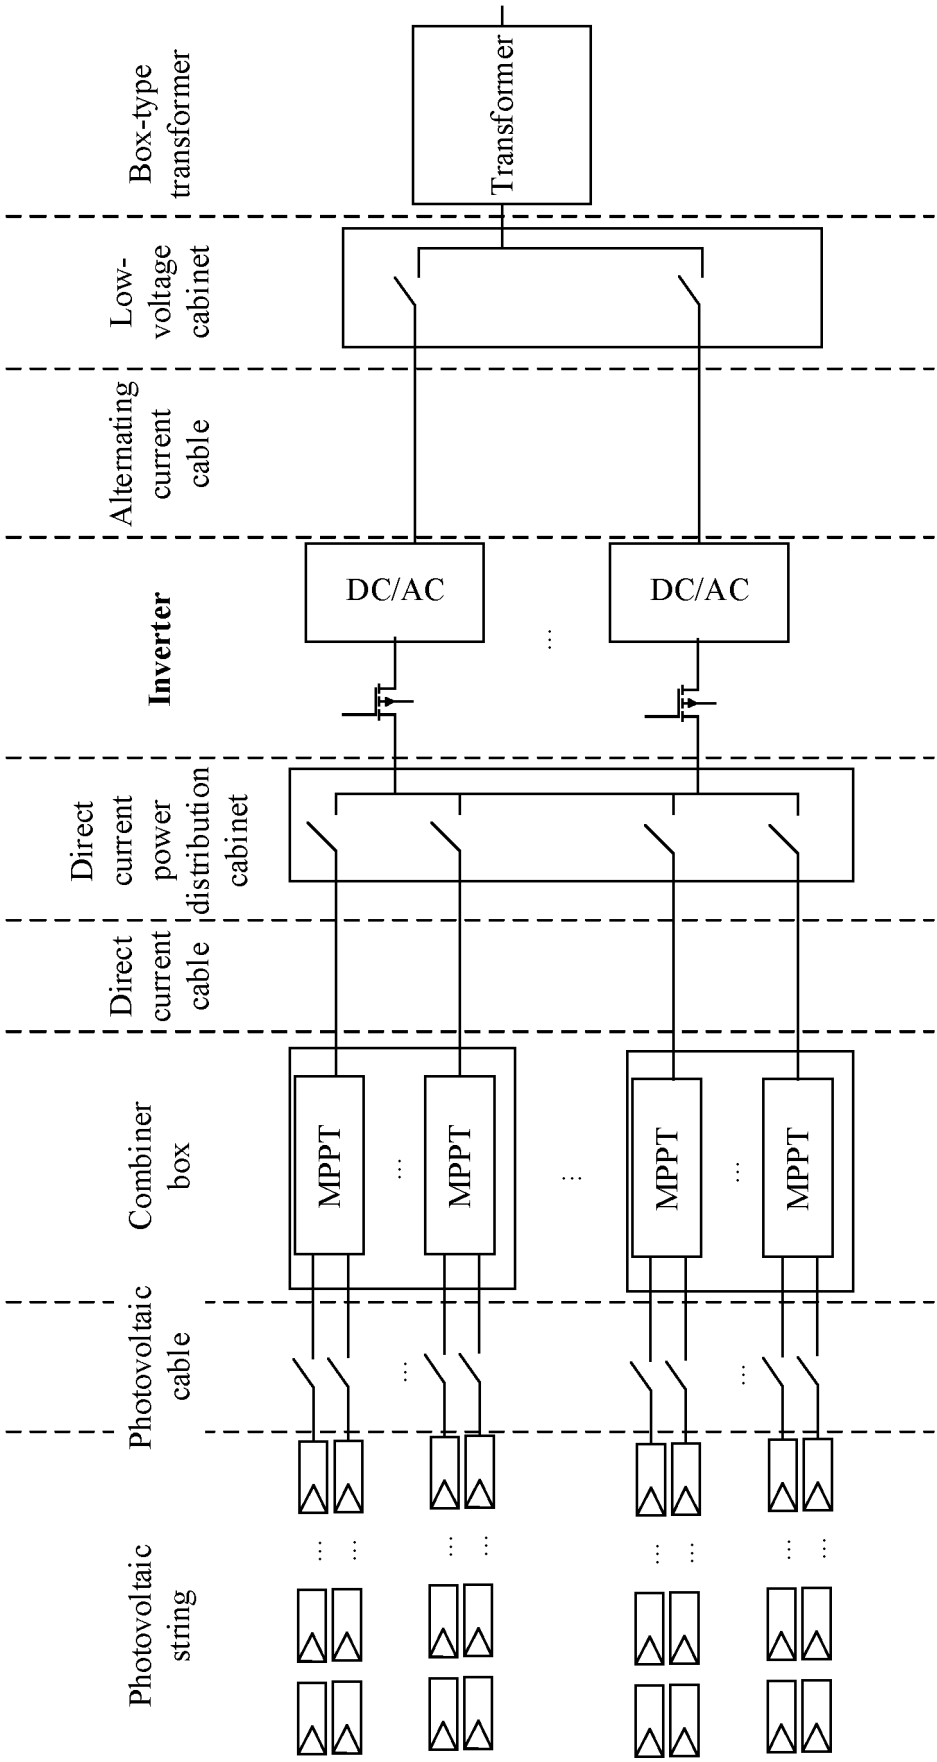 Box-type
transformer
Transformer
Low-
voltage
cabinet
Alternating
current
cable
Inverter
DC/AC
DC/AC
...
Direct
current
power
distribution
cabinet
Direct
current
cable
Combiner
box
MPPT
...
MPPT
...
MPPT
...
MPPT
Photovoltaic
cable
...
...
Photovoltaic
string
... ... ... ... ... ... ... ...